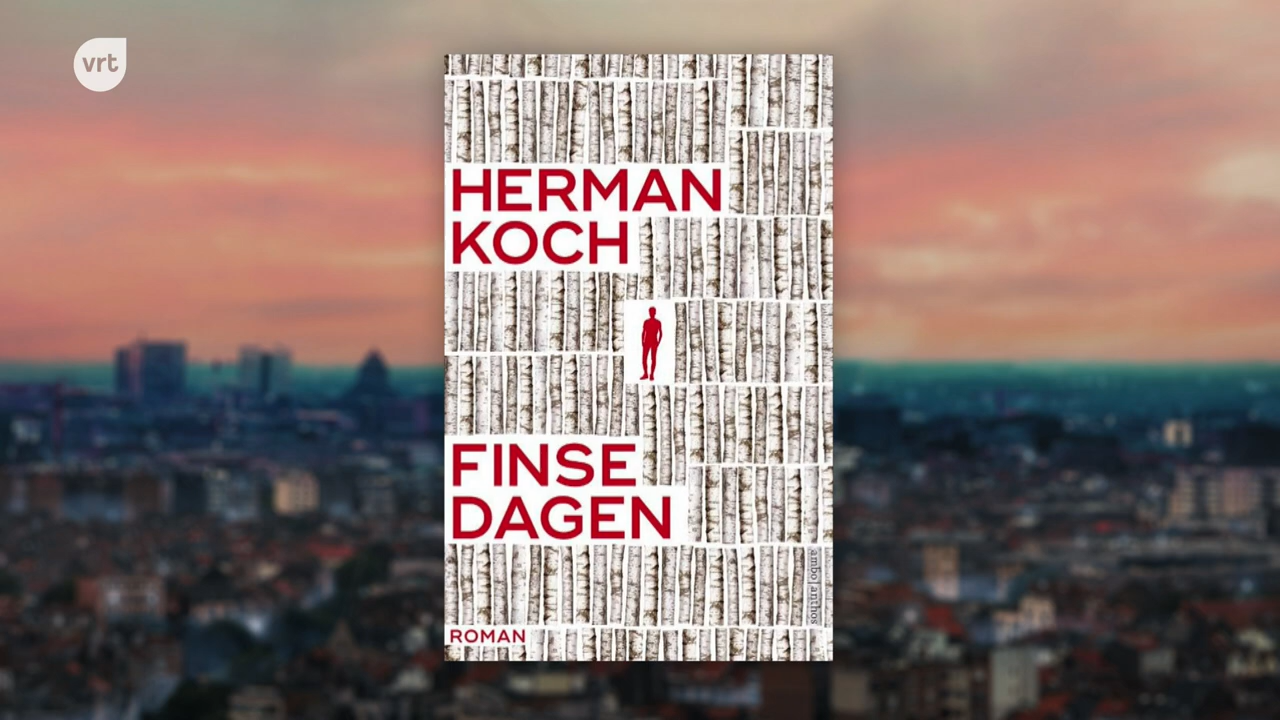 vrt
HERMAN
KOCH
FINSE
DAGEN
ambo|anthos
ROMAN